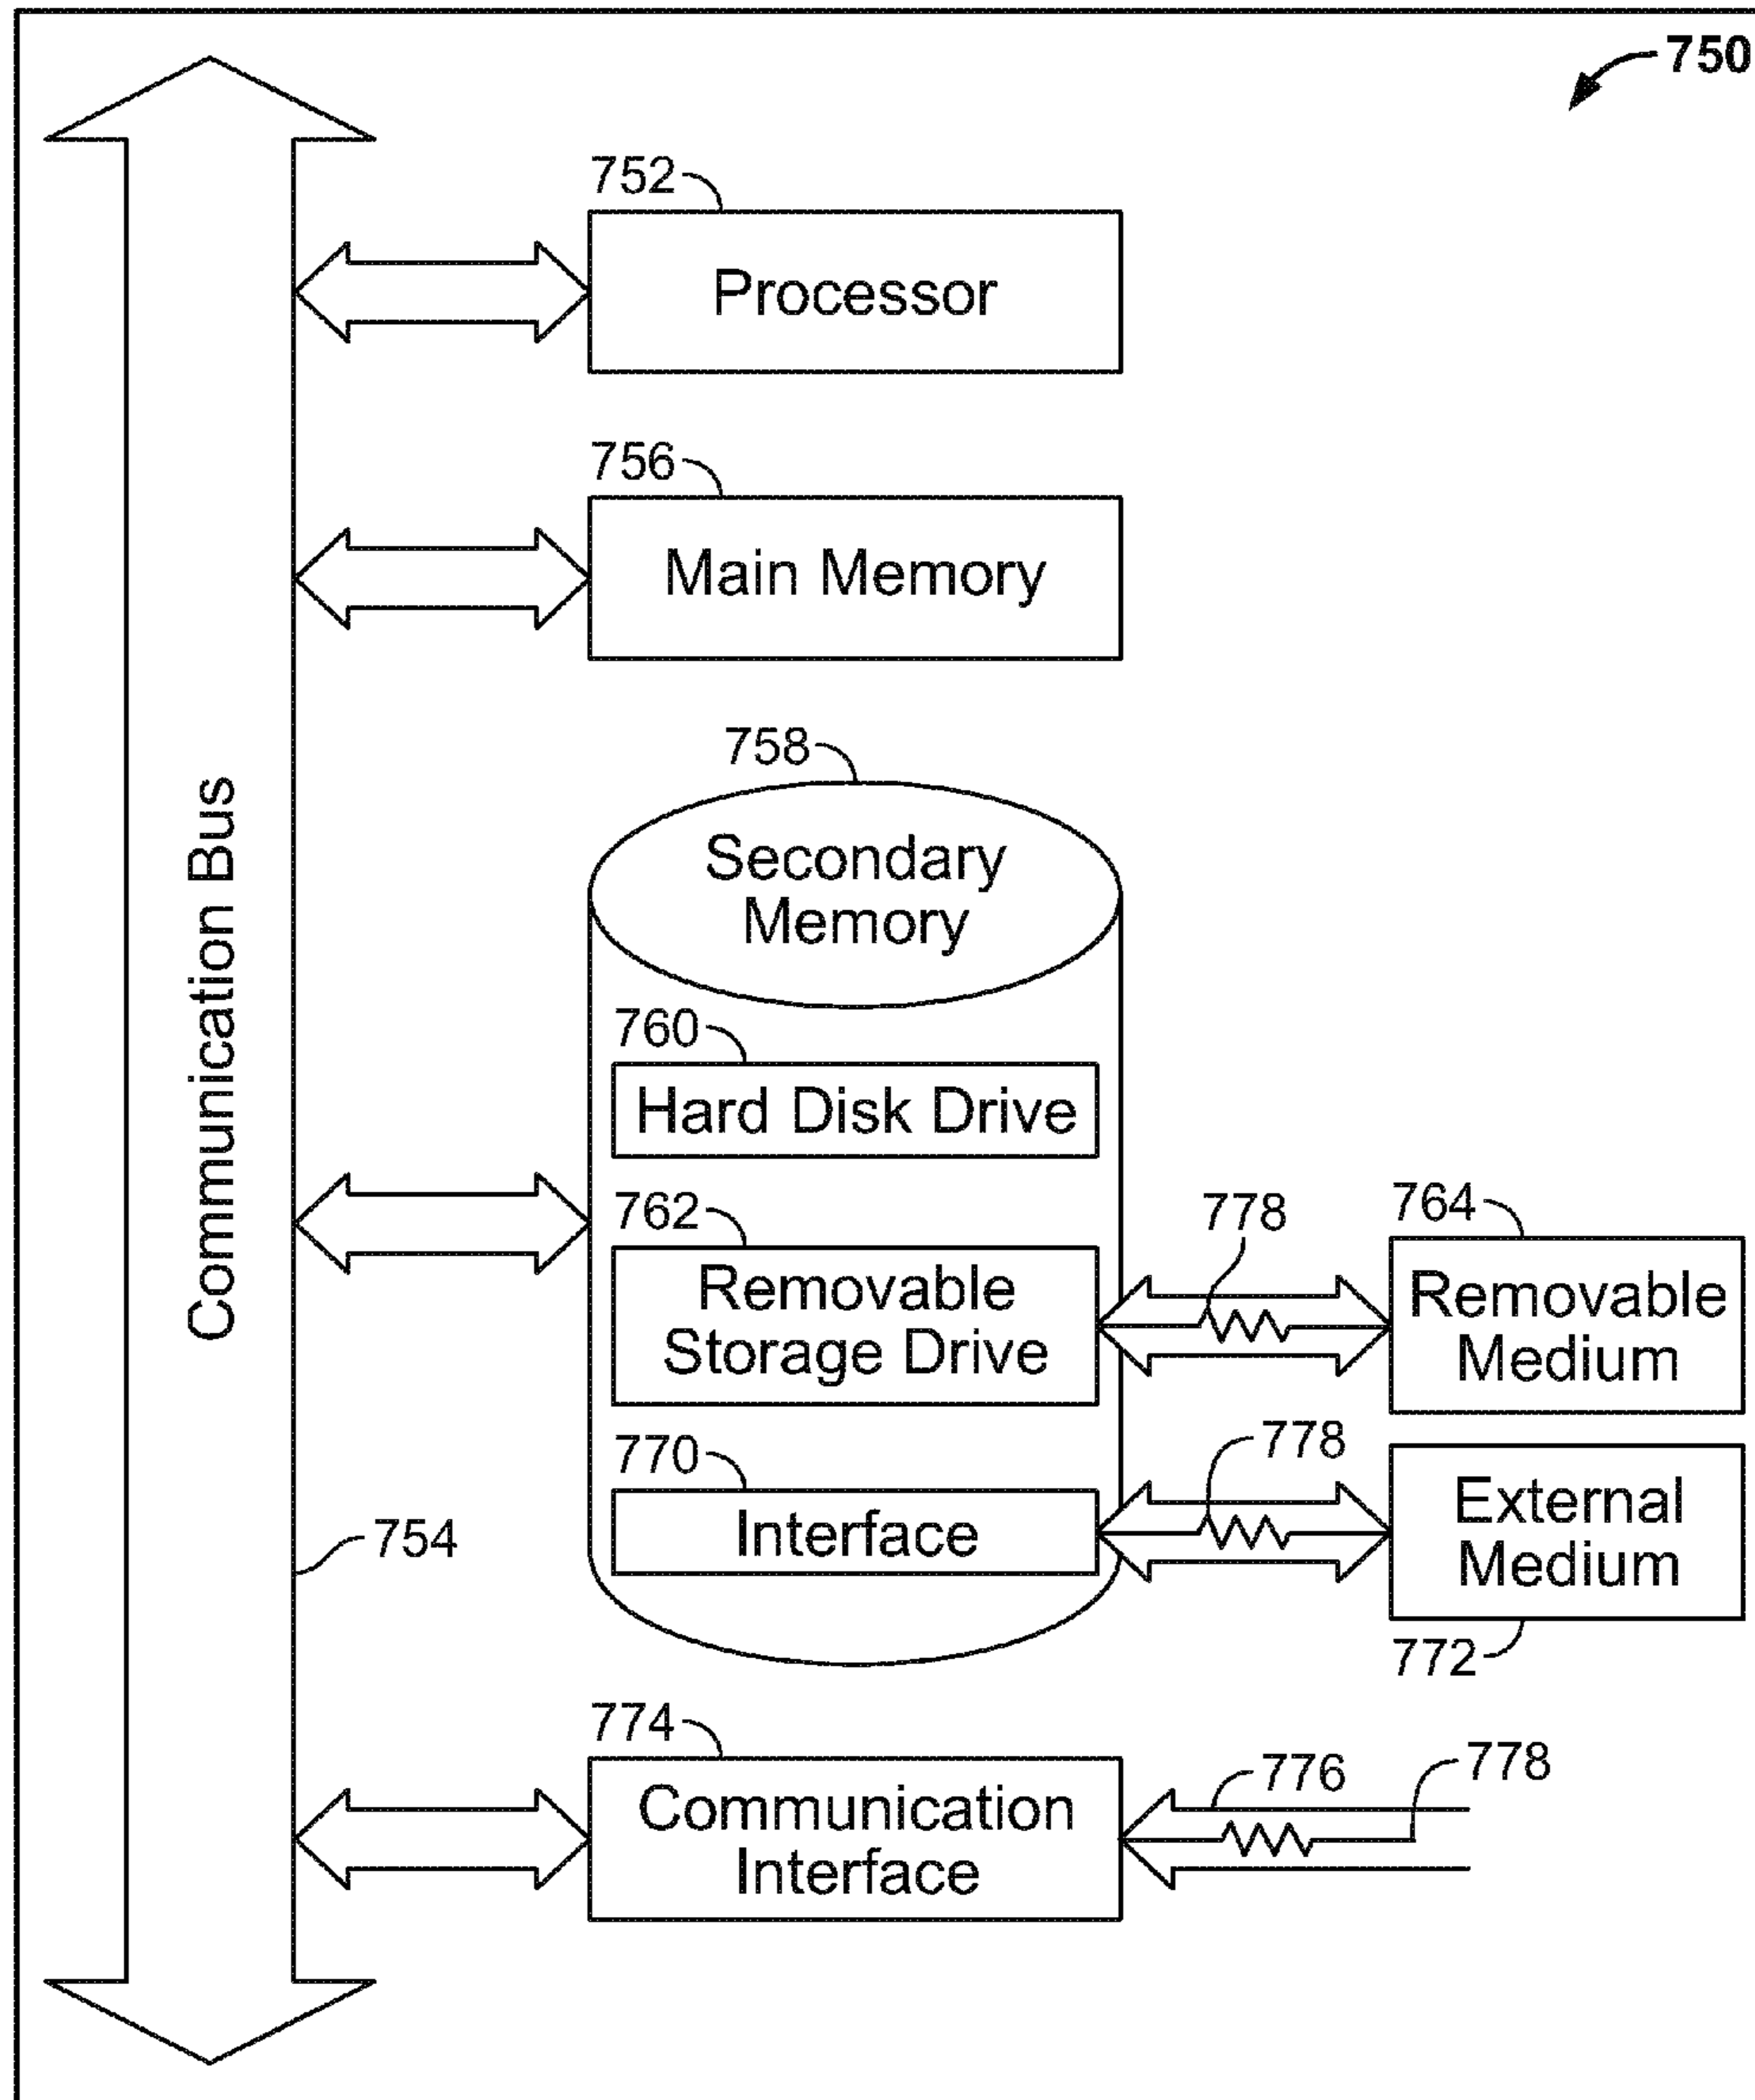 750
752
Processor
756
Main Memory
758
Secondary
Memory
Communication Bus
760
Hard Disk Drive
762
Removable
Storage Drive
778
764
Removable
Medium
770
Interface
778
External
Medium
772
754
774
Communication
Interface
776
778